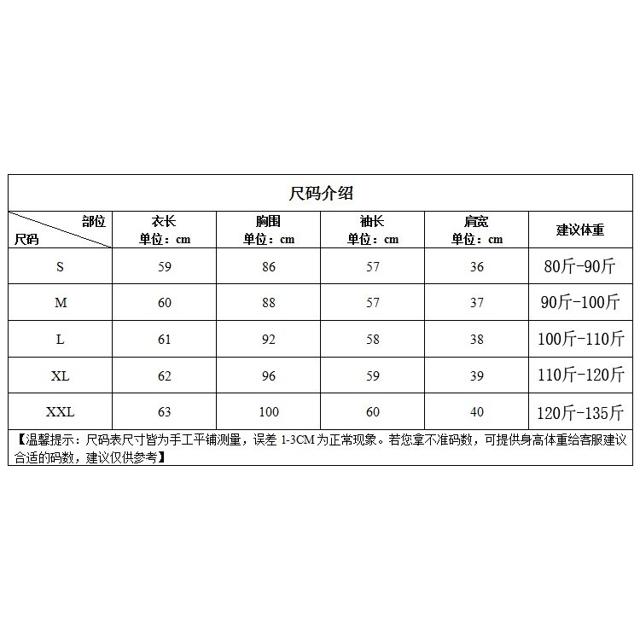 尺码介绍
部位
尺码
衣长
单位：cm
胸围
单位：cm
袖长
单位：cm
肩宽
单位：cm
建议体重
S 59 86 57 36 80斤-90斤
M 60 88 57 37 90斤-100斤
L 61 92 58 38 100斤-110斤
XL 62 96 59 39 110斤-120斤
XXL 63 100 60 40 120斤-135斤
【温馨提示：尺码表尺寸皆为手工平铺测量，误差 1-3CM 为正常现象。若您拿不准码数，可提供身高体重给客服建议
合适的码数，建议仅供参考】